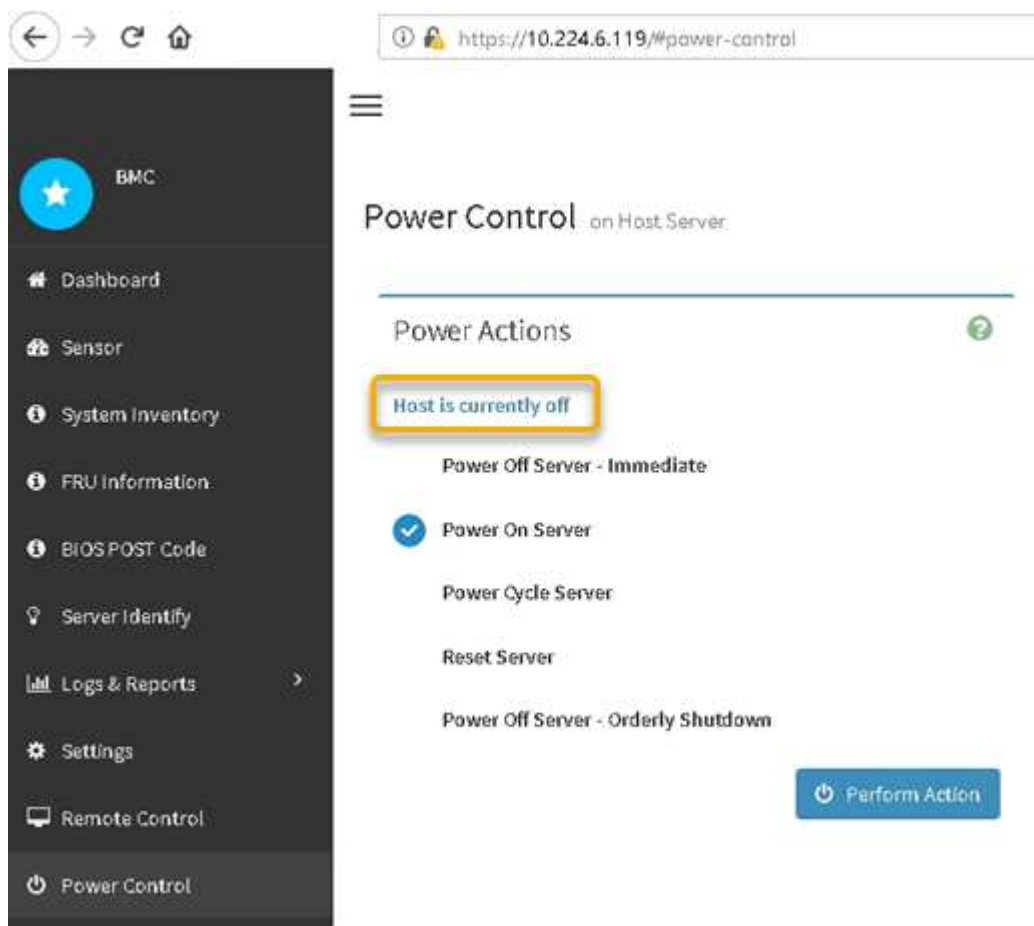 https://10.224.6.119/#power-control
BMC
Power Control on Host Server
Dashboard
Power Actions
Sensor
Host is currently off
System Inventory
Power Off Server - Immediate
FRU Information
Power On Server
BIOS POST Code
Power Cycle Server
Server Identify
Reset Server
Logs & Reports
Power Off Server - Orderly Shutdown
Settings
Perform Action
Remote Control
Power Control